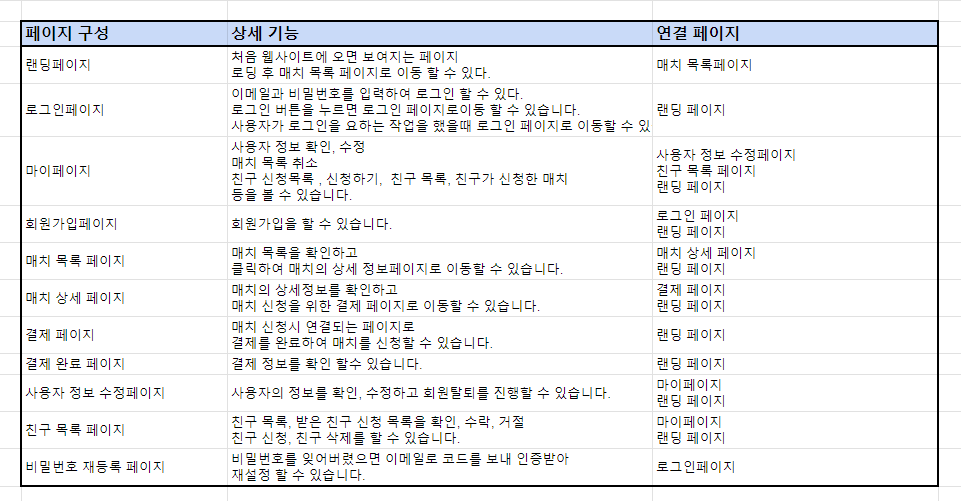 페이지 구성 상세 기능 연결 페이지
랜딩페이지
처음 웹사이트에 오면 보여지는 페이지
로딩 후 매치 목록 페이지로 이동 할 수 있다.
매치 목록페이지
로그인페이지
이메일과 비밀번호를 입력하여 로그인 할 수 있다.
로그인 버튼을 누르면 로그인 페이지로이동 할 수 있습니다.
사용자가 로그인을 요하는 작업을 했을때 로그인 페이지로 이동할 수 있
랜딩 페이지
마이페이지
사용자 정보 확인, 수정
매치 목록 취소
친구 신청목록 , 신청하기, 친구 목록, 친구가 신청한 매치
등을 볼 수 있습니다.
사용자 정보 수정페이지
친구 목록 페이지
랜딩 페이지
회원가입페이지
회원가입을 할 수 있습니다.
로그인 페이지
랜딩 페이지
매치 목록 페이지
매치 목록을 확인하고
클릭하여 매치의 상세 정보페이지로 이동할 수 있습니다.
매치 상세 페이지
랜딩 페이지
매치 상세 페이지
매치의 상세정보를 확인하고
매치 신청을 위한 결제 페이지로 이동할 수 있습니다.
결제 페이지
랜딩 페이지
결제 페이지
매치 신청시 연결되는 페이지로
결제를 완료하여 매치를 신청할 수 있습니다.
랜딩 페이지
결제 완료 페이지
결제 정보를 확인 할수 있습니다.
랜딩 페이지
사용자 정보 수정페이지
사용자의 정보를 확인, 수정하고 회원탈퇴를 진행할 수 있습니다.
마이페이지
랜딩 페이지
친구 목록 페이지
친구 목록, 받은 친구 신청 목록을 확인, 수락, 거절
친구 신청, 친구 삭제를 할 수 있습니다.
마이페이지
랜딩 페이지
비밀번호 재등록 페이지
비밀번호를 잊어버렸으면 이메일로 코드를 보내 인증받아
재설정 할 수 있습니다.
로그인페이지